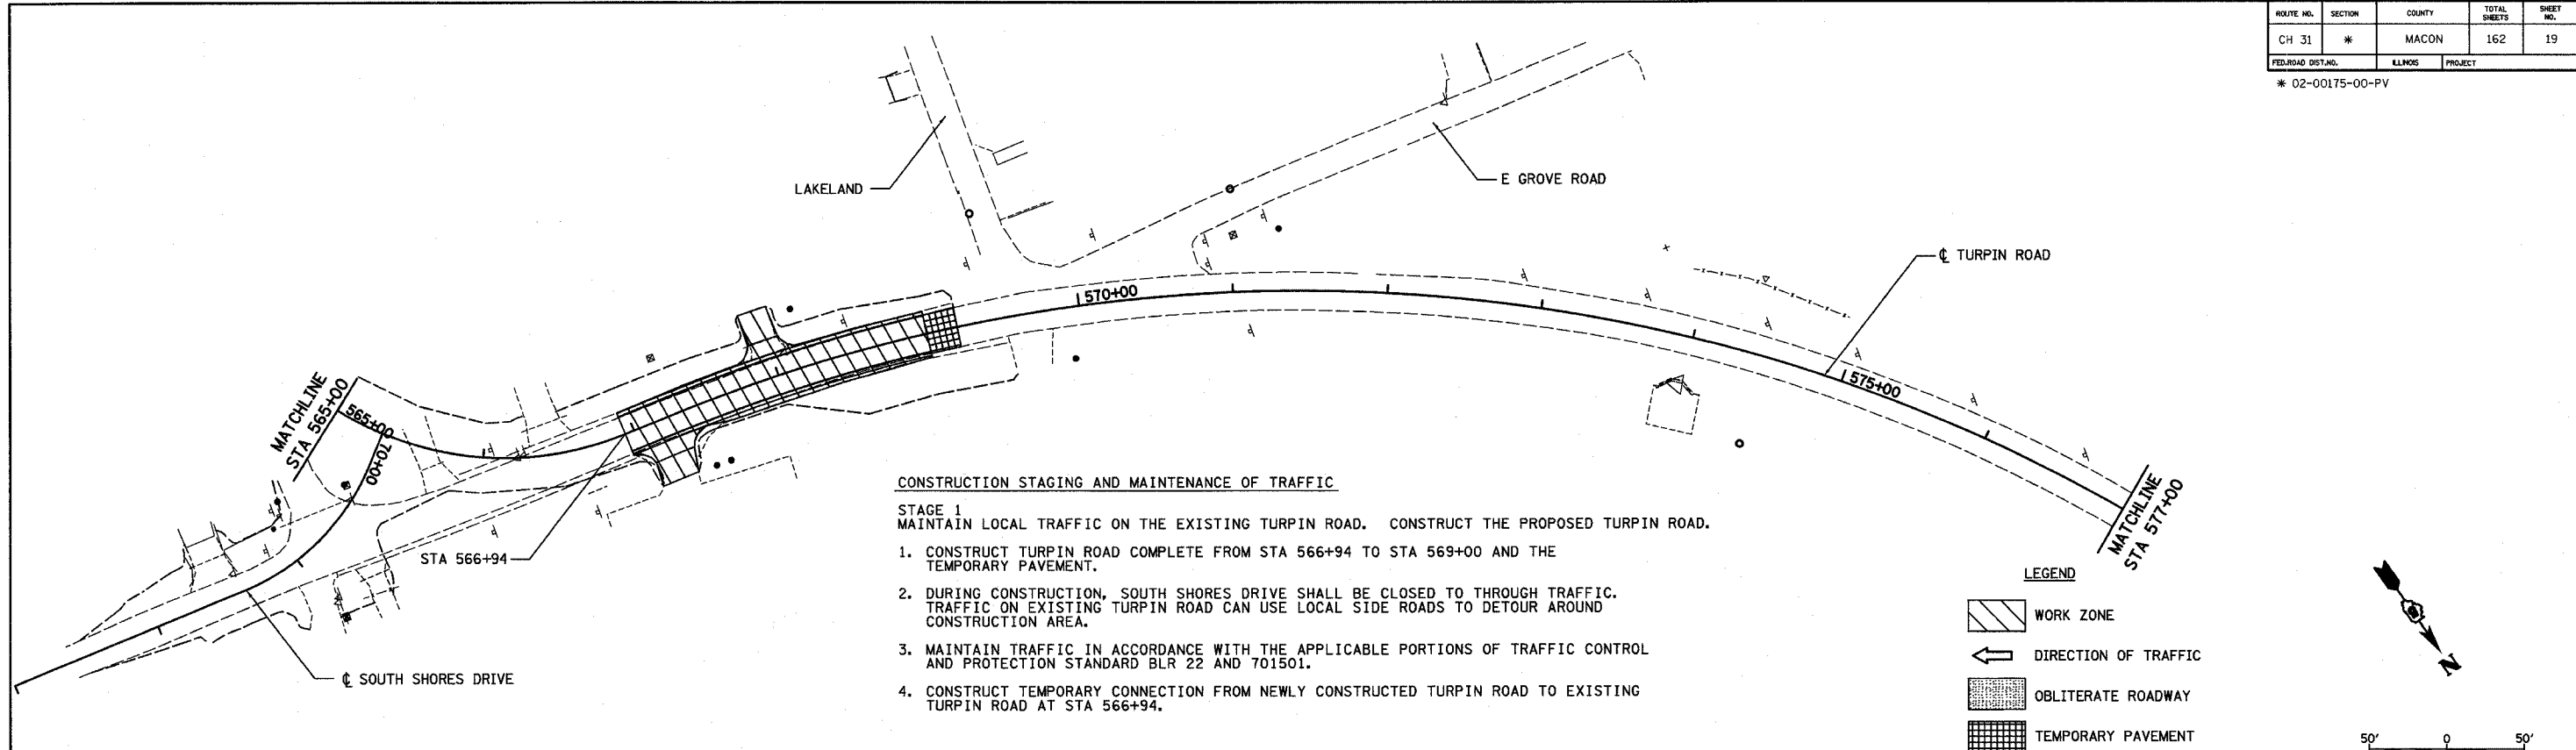 ROUTE NO. SECTION COUNTY TOTAL SHEETS SHEET NO.
CH 31 * MACON 162 19
FED.ROAD DIST.NO. ILLINOIS PROJECT
* 02-00175-00-PV
LAKELAND
E GROVE ROAD
℄ TURPIN ROAD
570+00
575+00
MATCHLINE
STA 565+00
565+00
70+00
STA 566+94
℄ SOUTH SHORES DRIVE
MATCHLINE
STA 577+00
CONSTRUCTION STAGING AND MAINTENANCE OF TRAFFIC
STAGE 1
MAINTAIN LOCAL TRAFFIC ON THE EXISTING TURPIN ROAD. CONSTRUCT THE PROPOSED TURPIN ROAD.
1. CONSTRUCT TURPIN ROAD COMPLETE FROM STA 566+94 TO STA 569+00 AND THE
TEMPORARY PAVEMENT.
2. DURING CONSTRUCTION, SOUTH SHORES DRIVE SHALL BE CLOSED TO THROUGH TRAFFIC.
TRAFFIC ON EXISTING TURPIN ROAD CAN USE LOCAL SIDE ROADS TO DETOUR AROUND
CONSTRUCTION AREA.
3. MAINTAIN TRAFFIC IN ACCORDANCE WITH THE APPLICABLE PORTIONS OF TRAFFIC CONTROL
AND PROTECTION STANDARD BLR 22 AND 701501.
4. CONSTRUCT TEMPORARY CONNECTION FROM NEWLY CONSTRUCTED TURPIN ROAD TO EXISTING
TURPIN ROAD AT STA 566+94.
LEGEND
WORK ZONE
DIRECTION OF TRAFFIC
OBLITERATE ROADWAY
TEMPORARY PAVEMENT
N
50' 0 50'